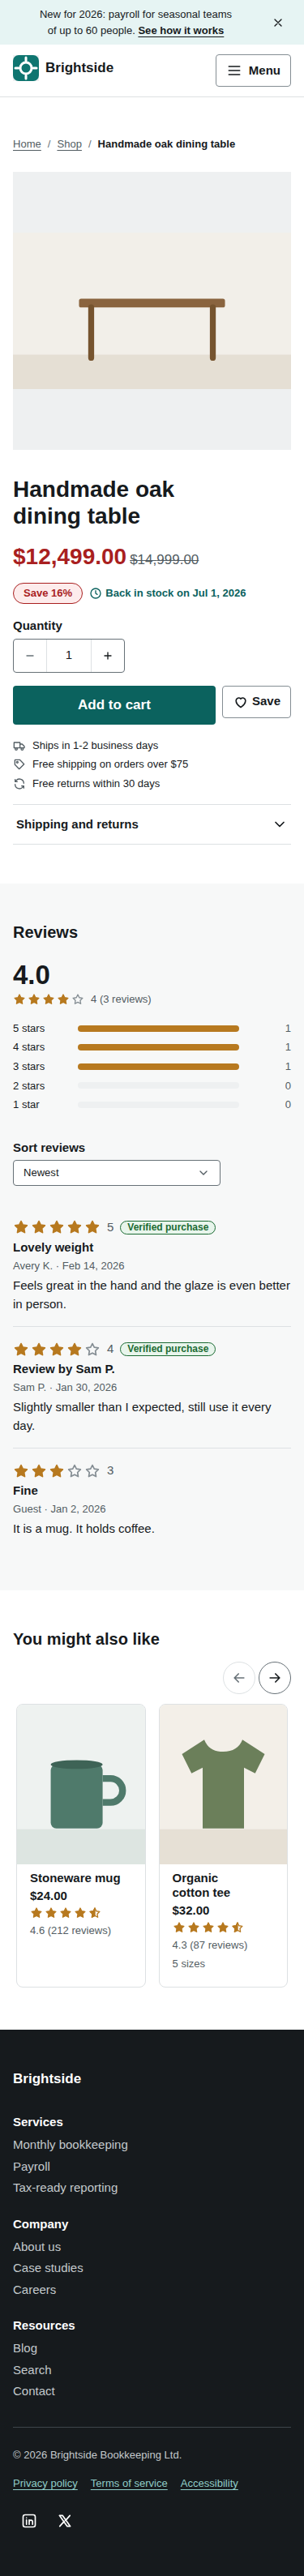 New for 2026: payroll for seasonal teams
of up to 60 people. See how it works
Brightside
Menu
Home / Shop / Handmade oak dining table
Handmade oak
dining table
$12,499.00 $14,999.00
Save 16%
Back in stock on Jul 1, 2026
Quantity
− 1 +
Add to cart
Save
Ships in 1-2 business days
Free shipping on orders over $75
Free returns within 30 days
Shipping and returns
Reviews
4.0
4 (3 reviews)
5 stars 1
4 stars 1
3 stars 1
2 stars 0
1 star 0
Sort reviews
Newest
5 Verified purchase
Lovely weight
Avery K. · Feb 14, 2026
Feels great in the hand and the glaze is even better
in person.
4 Verified purchase
Review by Sam P.
Sam P. · Jan 30, 2026
Slightly smaller than I expected, still use it every
day.
3
Fine
Guest · Jan 2, 2026
It is a mug. It holds coffee.
You might also like
Stoneware mug
$24.00
4.6 (212 reviews)
Organic
cotton tee
$32.00
4.3 (87 reviews)
5 sizes
Brightside
Services
Monthly bookkeeping
Payroll
Tax-ready reporting
Company
About us
Case studies
Careers
Resources
Blog
Search
Contact
© 2026 Brightside Bookkeeping Ltd.
Privacy policy Terms of service Accessibility